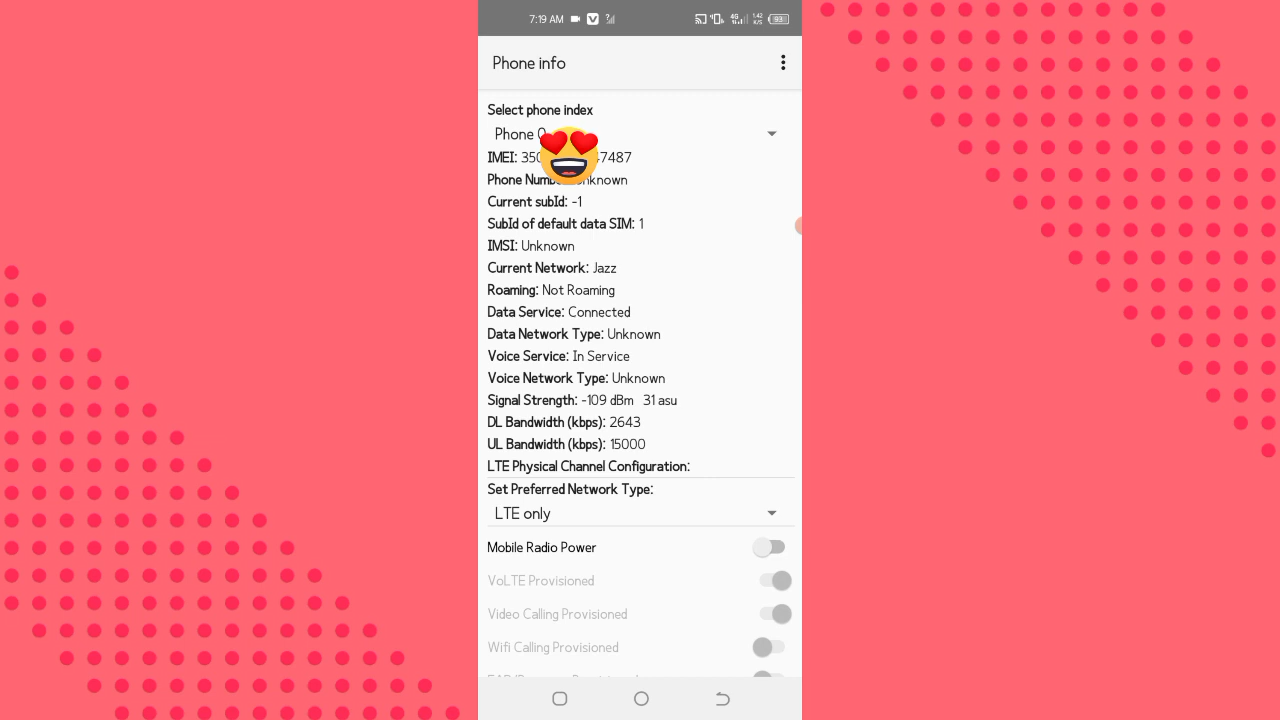 7:19 AM 4G 1.42 K/S 93
Phone info
Select phone index
Phone 0
IMEI: 350 7487
Phone Numb nknown
Current subId: -1
SubId of default data SIM: 1
IMSI: Unknown
Current Network: Jazz
Roaming: Not Roaming
Data Service: Connected
Data Network Type: Unknown
Voice Service: In Service
Voice Network Type: Unknown
Signal Strength: -109 dBm 31 asu
DL Bandwidth (kbps): 2643
UL Bandwidth (kbps): 15000
LTE Physical Channel Configuration:
Set Preferred Network Type:
LTE only
Mobile Radio Power
VoLTE Provisioned
Video Calling Provisioned
Wifi Calling Provisioned